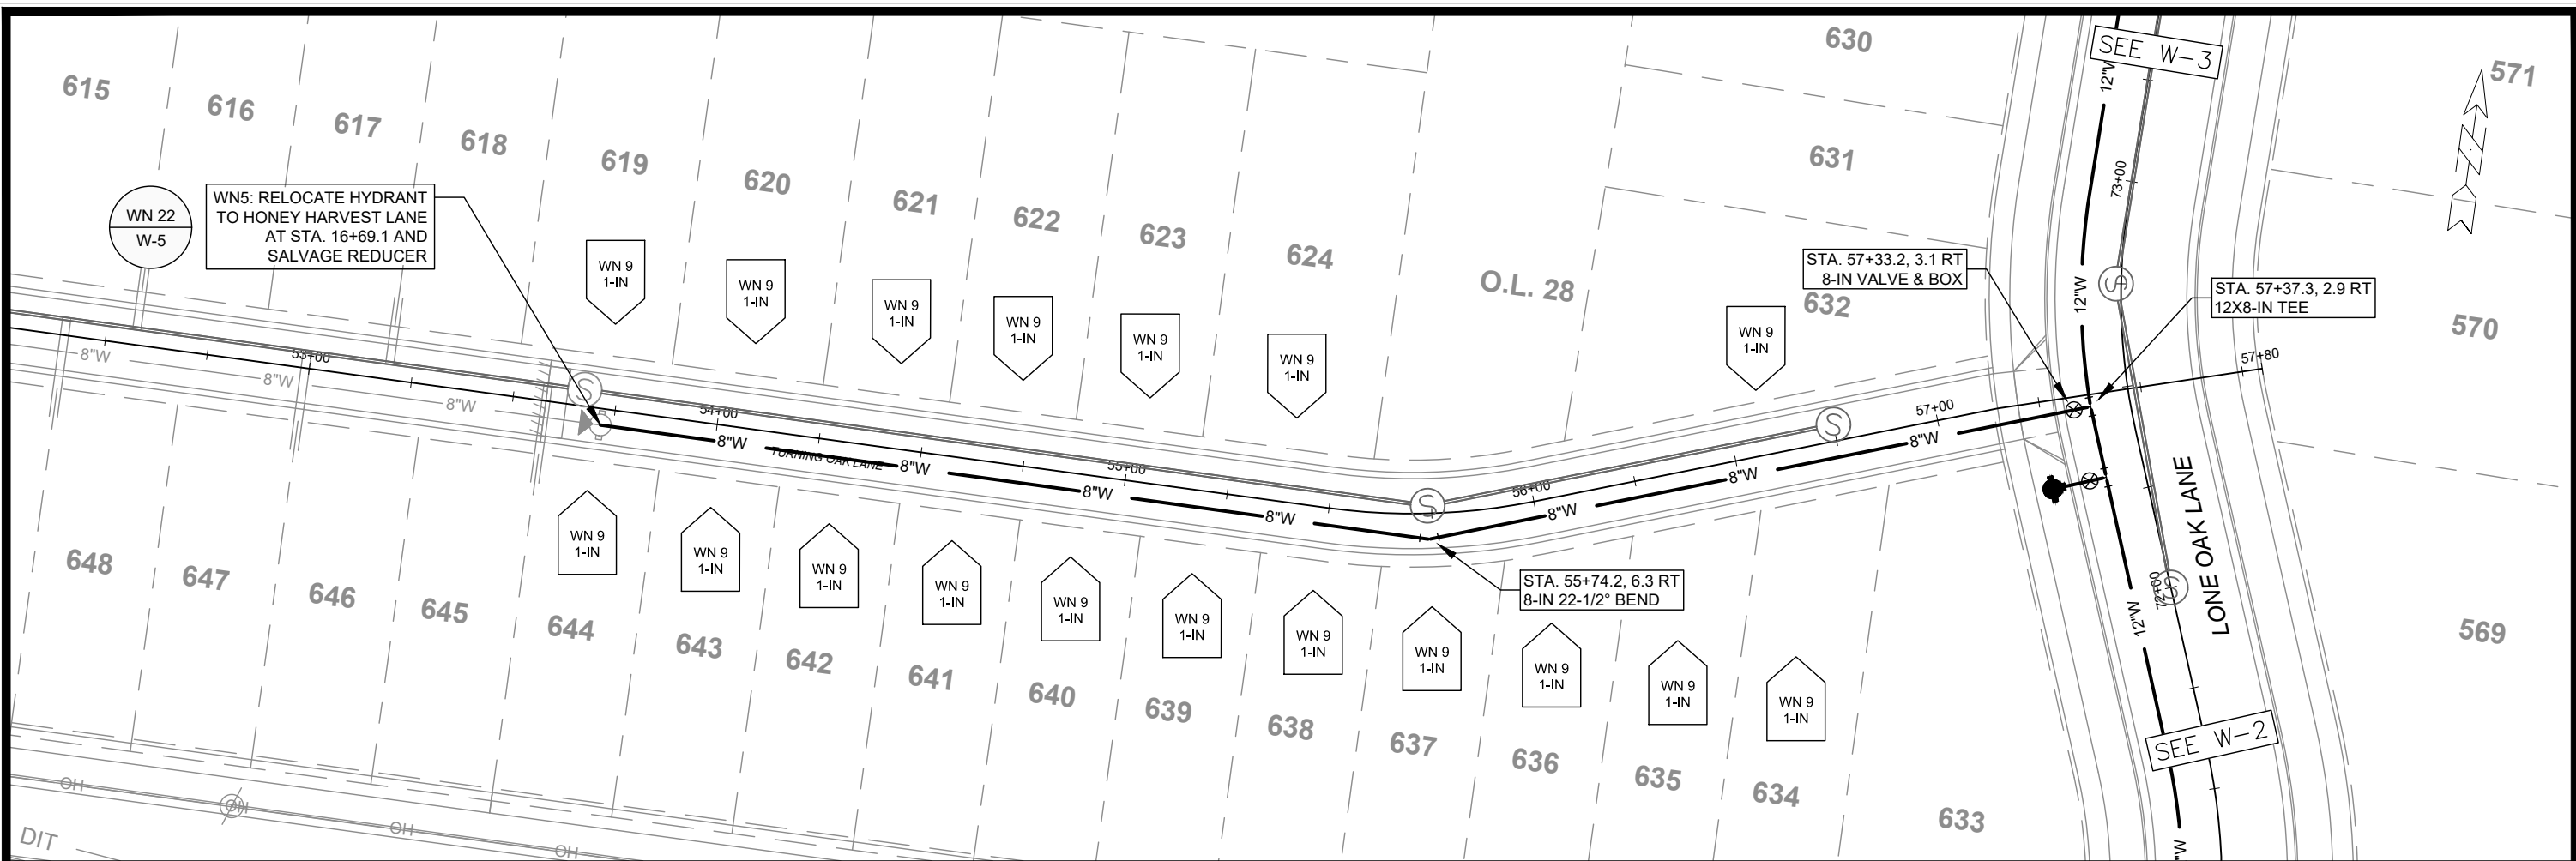 615
616
617
618
619
620
621
622
623
624
O.L. 28
630
631
632
SEE W-3
571
570
569
WN 22
W-5
WN5: RELOCATE HYDRANT
TO HONEY HARVEST LANE
AT STA. 16+69.1 AND
SALVAGE REDUCER
WN 9
1-IN
WN 9
1-IN
WN 9
1-IN
WN 9
1-IN
WN 9
1-IN
WN 9
1-IN
WN 9
1-IN
STA. 57+33.2, 3.1 RT
8-IN VALVE & BOX
STA. 57+37.3, 2.9 RT
12X8-IN TEE
12"W
12"W
73+00
S
57+80
8"W
53+00
8"W
8"W
S
54+00
8"W
TURNING OAK LANE
8"W
55+00
8"W
8"W
S
56+00
8"W
8"W
S
57+00
8"W
STA. 55+74.2, 6.3 RT
8-IN 22-1/2° BEND
WN 9
1-IN
WN 9
1-IN
WN 9
1-IN
WN 9
1-IN
WN 9
1-IN
WN 9
1-IN
WN 9
1-IN
WN 9
1-IN
WN 9
1-IN
WN 9
1-IN
WN 9
1-IN
LONE OAK LANE
72+00
S
12"W
SEE W-2
"W
648
647
646
645
644
643
642
641
640
639
638
637
636
635
634
633
OH
OH
OH
OH
DIT